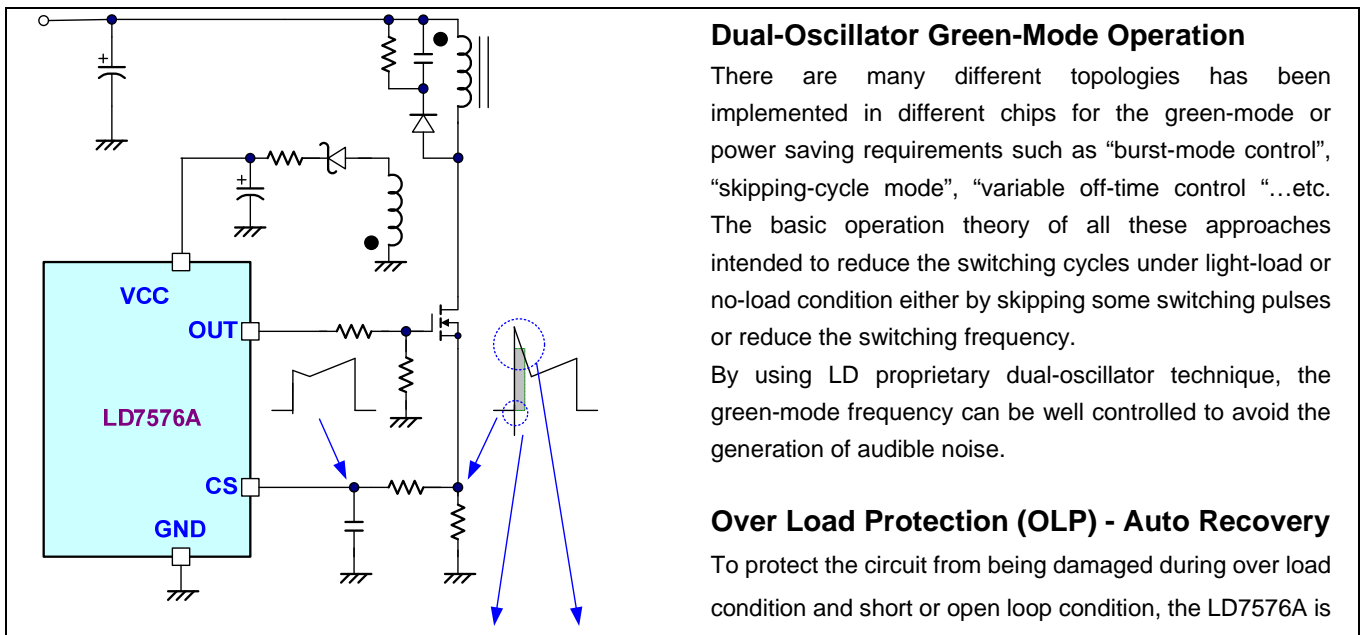 +
+
VCC
OUT
LD7576A
CS
GND
Dual-Oscillator Green-Mode Operation
There are many different topologies has been
implemented in different chips for the green-mode or
power saving requirements such as “burst-mode control”,
“skipping-cycle mode”, “variable off-time control “…etc.
The basic operation theory of all these approaches
intended to reduce the switching cycles under light-load or
no-load condition either by skipping some switching pulses
or reduce the switching frequency.
By using LD proprietary dual-oscillator technique, the
green-mode frequency can be well controlled to avoid the
generation of audible noise.
Over Load Protection (OLP) - Auto Recovery
To protect the circuit from being damaged during over load
condition and short or open loop condition, the LD7576A is